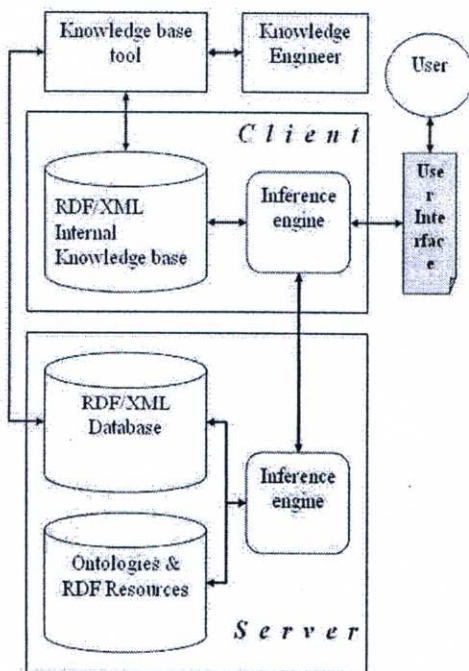 Knowledge base
tool
Knowledge
Engineer
User
Client
RDF/XML
Internal
Knowledge base
Inference
engine
Use
r
Inte
rfac
e
RDF/XML
Database
Inference
engine
Ontologies &
RDF Resources
Server